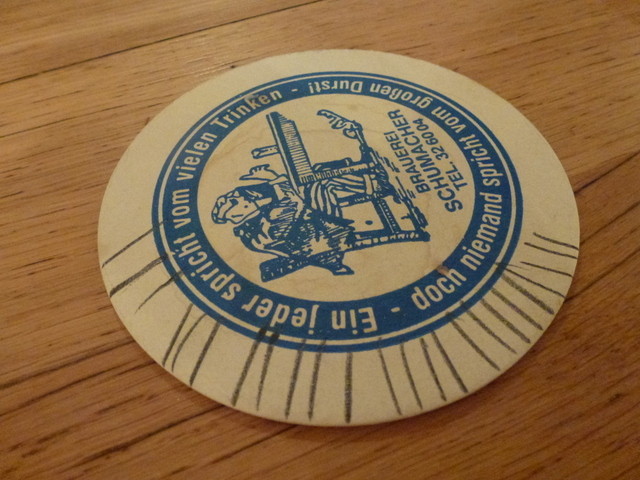 Ein jeder spricht vom vielen Trinken - doch niemand spricht vom großen Durst! -
BRAUEREI
SCHUMACHER
TEL. 326004